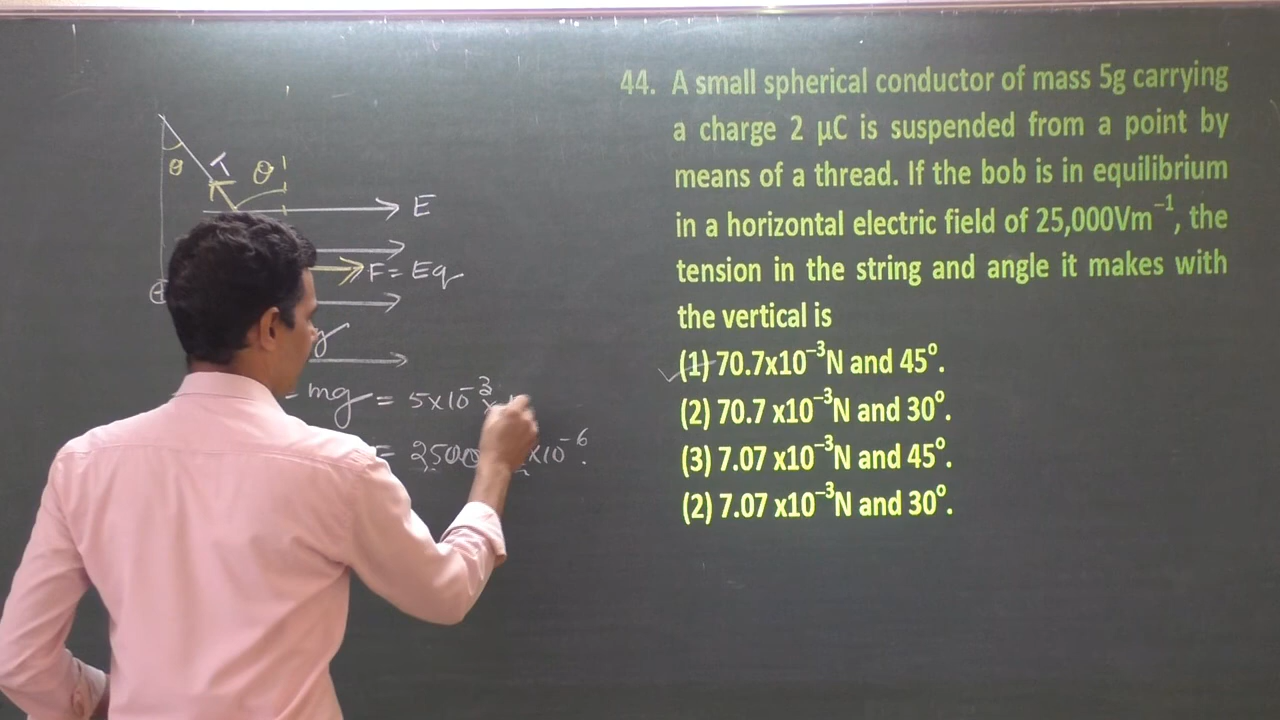 θ T θ
E
F = Eq
mg = 5x10⁻³ x
= 2500 x10⁻⁶
44. A small spherical conductor of mass 5g carrying
a charge 2 μC is suspended from a point by
means of a thread. If the bob is in equilibrium
in a horizontal electric field of 25,000Vm⁻¹, the
tension in the string and angle it makes with
the vertical is
(1) 70.7x10⁻³N and 45°.
(2) 70.7 x10⁻³N and 30°.
(3) 7.07 x10⁻³N and 45°.
(2) 7.07 x10⁻³N and 30°.